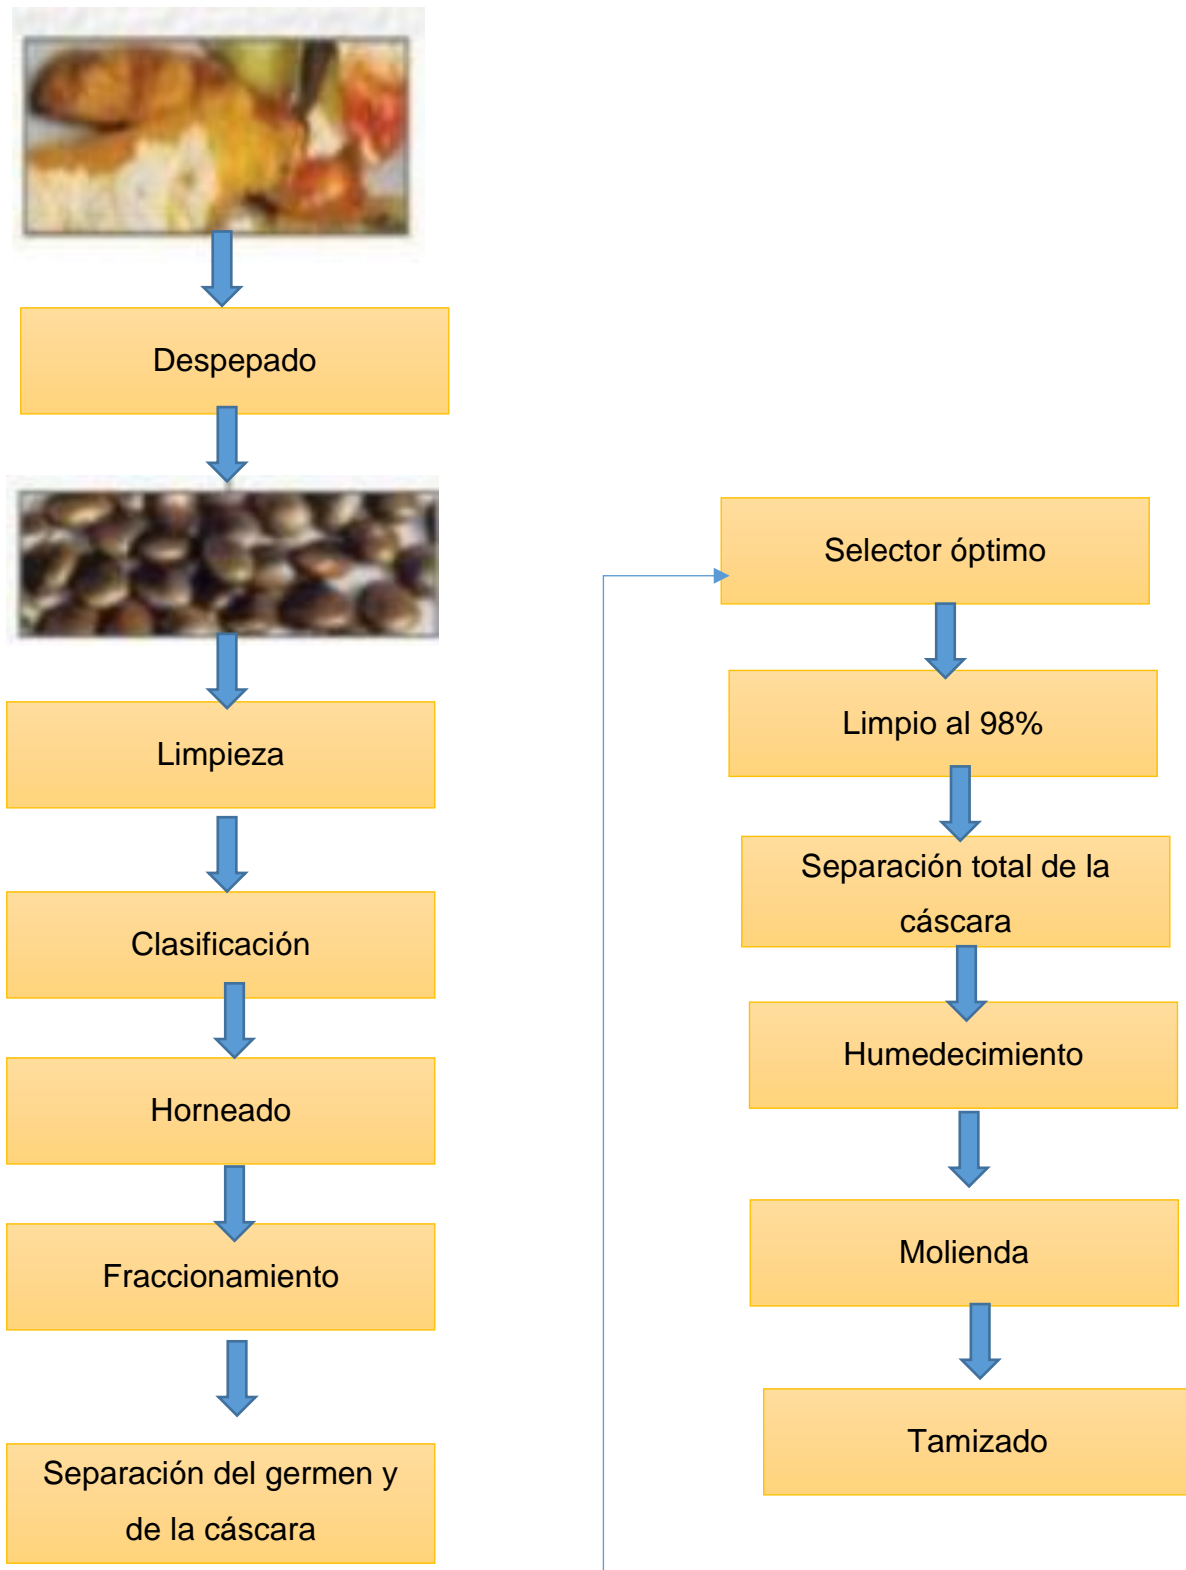 Despepado
Limpieza
Clasificación
Horneado
Fraccionamiento
Separación del germen y
de la cáscara
Selector óptimo
Limpio al 98%
Separación total de la
cáscara
Humedecimiento
Molienda
Tamizado